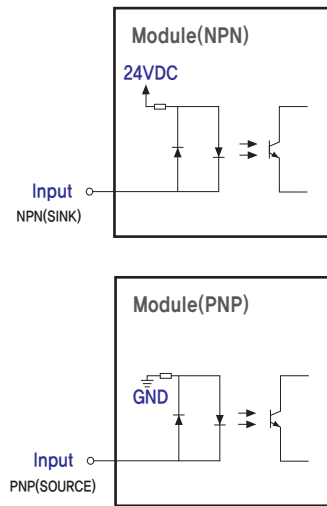 Module(NPN)
24VDC
Input
NPN(SINK)
Module(PNP)
GND
Input
PNP(SOURCE)